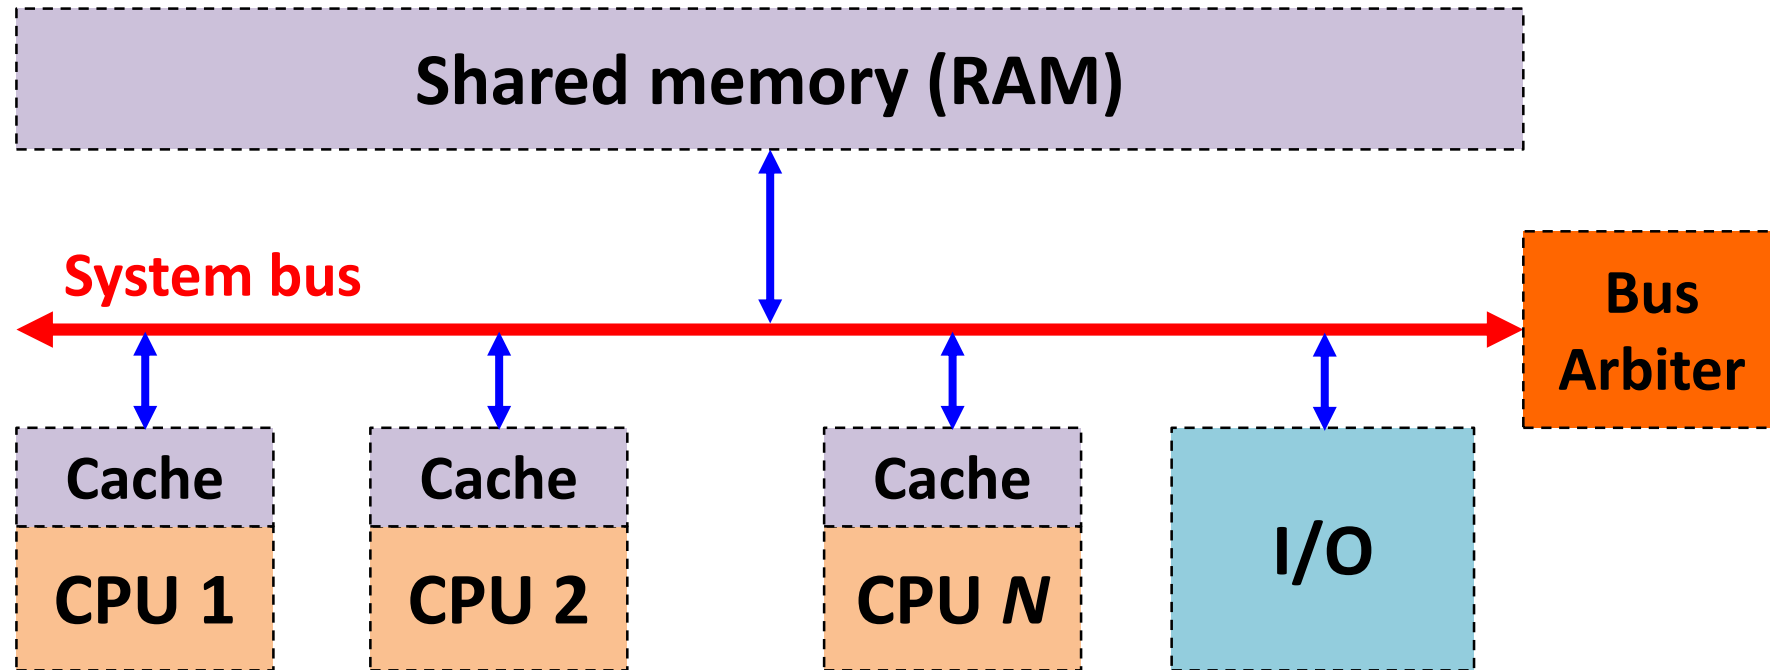 Shared memory (RAM)
System bus
Bus
Arbiter
Cache
CPU 1
Cache
CPU 2
Cache
CPU N
I/O